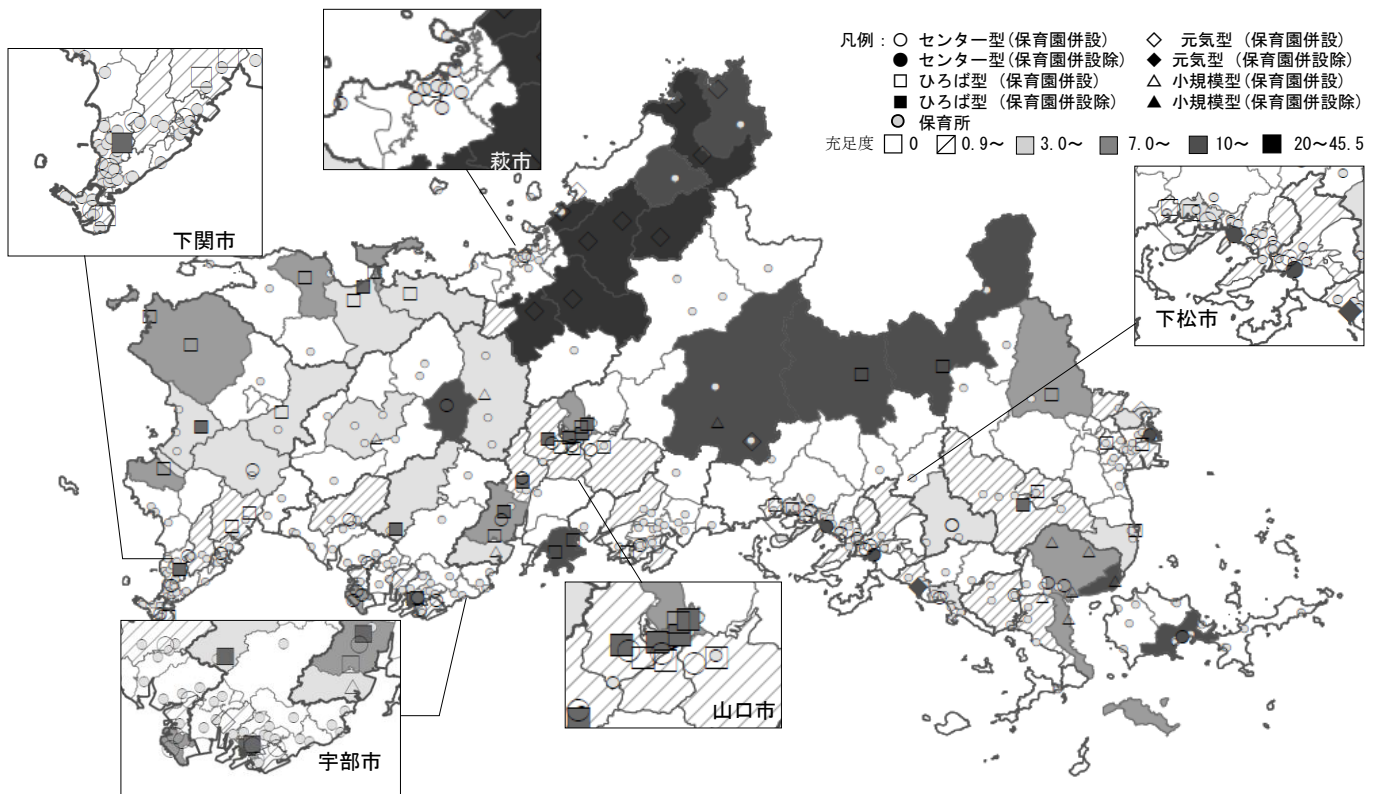 凡例：○ センター型(保育園併設) ◇ 元気型 (保育園併設)
● センター型(保育園併設除) ◆ 元気型 (保育園併設除)
□ ひろば型 (保育園併設) △ 小規模型(保育園併設)
■ ひろば型 (保育園併設除) ▲ 小規模型(保育園併設除)
保育所
充足度 0 0.9～ 3.0～ 7.0～ 10～ 20～45.5
萩市
下関市
下松市
山口市
宇部市